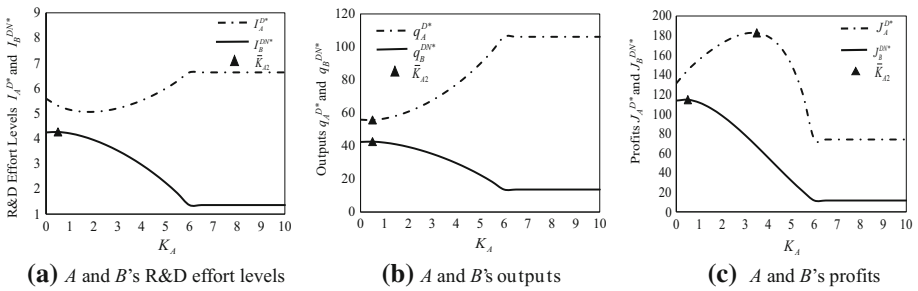 R&D Effort Levels I_A^{D*} and I_B^{DN*}
9
8
7
6
5
4
3
2
1
0 1 2 3 4 5 6 7 8 9 10
K_A
I_A^{D*}
I_B^{DN*}
K̄_{A2}
(a) A and B's R&D effort levels
Outputs q_A^{D*} and q_B^{DN*}
120
100
80
60
40
20
0
0 1 2 3 4 5 6 7 8 9 10
K_A
q_A^{D*}
q_B^{DN*}
K̄_{A2}
(b) A and B's outputs
Profits J_A^{D*} and J_B^{DN*}
200
180
160
140
120
100
80
60
40
20
0
0 1 2 3 4 5 6 7 8 9 10
K_A
J_A^{D*}
J_B^{DN*}
K̄_{A2}
(c) A and B's profits